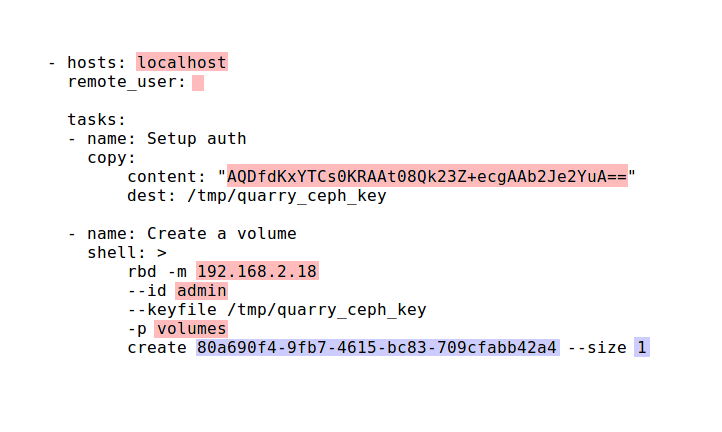 - hosts: localhost
  remote_user:

  tasks:
  - name: Setup auth
    copy:
        content: "AQDfdKxYTCs0KRAAt08Qk23Z+ecgAAb2Je2YuA=="
        dest: /tmp/quarry_ceph_key

  - name: Create a volume
    shell: >
        rbd -m 192.168.2.18
        --id admin
        --keyfile /tmp/quarry_ceph_key
        -p volumes
        create 80a690f4-9fb7-4615-bc83-709cfabb42a4 --size 1